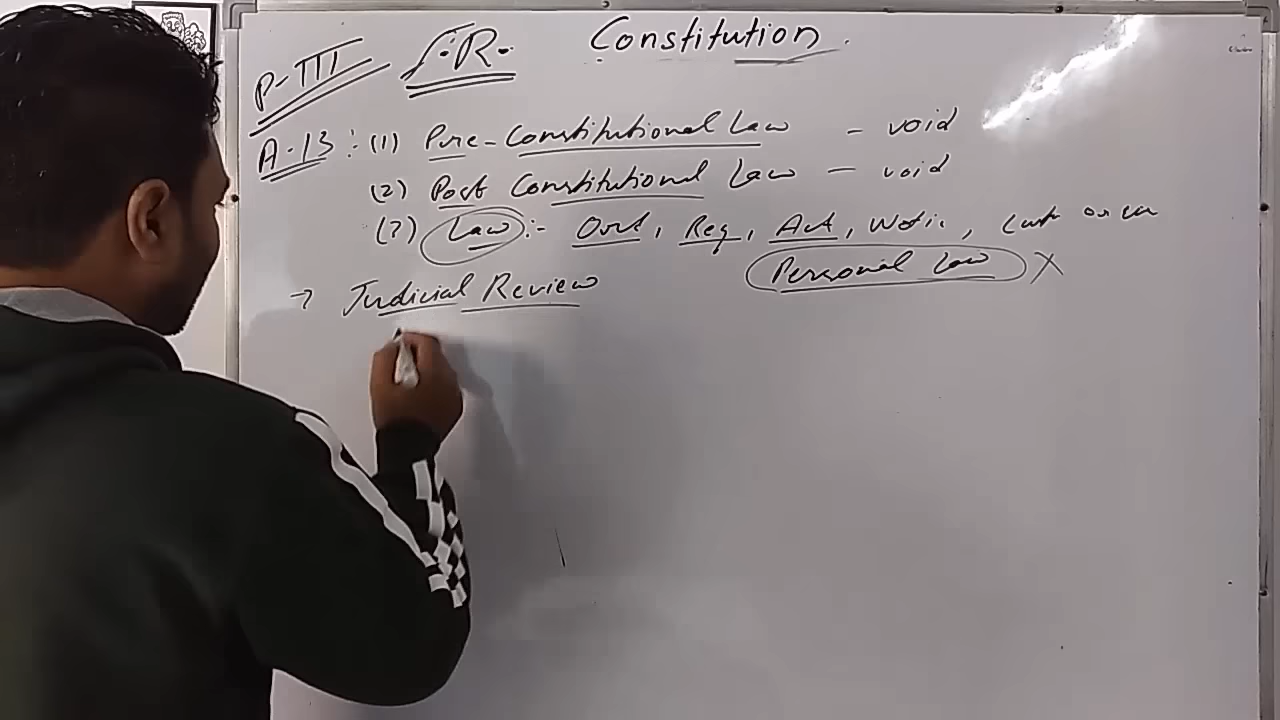 Constitution.
P-III F.R.
A-13: (1) Pre-Constitutional Law - void
(2) Post Constitutional Law - void
(3) Law :- Ord, Reg, Act, Notic,
Personal Law X
→ Judicial Review